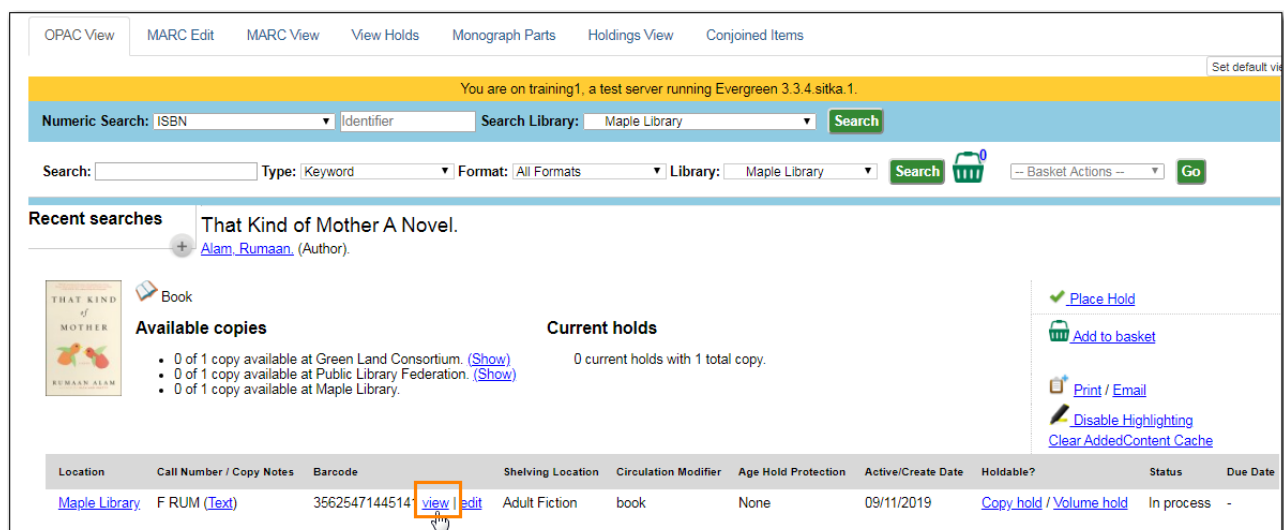 OPAC View MARC Edit MARC View View Holds Monograph Parts Holdings View Conjoined Items
Set default vie
You are on training1, a test server running Evergreen 3.3.4.sitka.1.
Numeric Search: ISBN Identifier Search Library: Maple Library Search
Search: Type: Keyword Format: All Formats Library: Maple Library Search 0 -- Basket Actions -- Go
Recent searches
+
That Kind of Mother A Novel.
Alam, Rumaan. (Author).
THAT KIND
of
MOTHER
RUMAAN ALAM
Book
Available copies
• 0 of 1 copy available at Green Land Consortium. (Show)
• 0 of 1 copy available at Public Library Federation. (Show)
• 0 of 1 copy available at Maple Library.
Current holds
0 current holds with 1 total copy.
Place Hold
Add to basket
Print / Email
Disable Highlighting
Clear AddedContent Cache
Location Call Number / Copy Notes Barcode Shelving Location Circulation Modifier Age Hold Protection Active/Create Date Holdable? Status Due Date
Maple Library F RUM (Text) 35625471445141 view | edit Adult Fiction book None 09/11/2019 Copy hold / Volume hold In process -